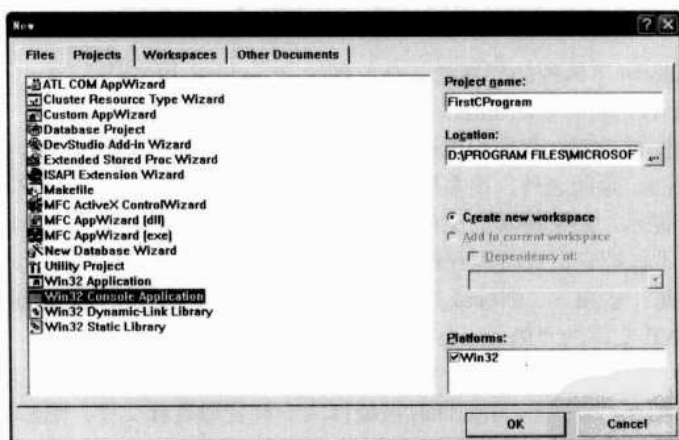 New
Files
Projects
Workspaces
Other Documents
ATL COM AppWizard
Cluster Resource Type Wizard
Custom AppWizard
Database Project
DevStudio Add-in Wizard
Extended Stored Proc Wizard
ISAPI Extension Wizard
Makefile
MFC ActiveX ControlWizard
MFC AppWizard (dll)
MFC AppWizard (exe)
New Database Wizard
Utility Project
Win32 Application
Win32 Console Application
Win32 Dynamic-Link Library
Win32 Static Library
Project name:
FirstCProgram
Location:
D:\PROGRAM FILES\MICROSOF
...
Create new workspace
Add to current workspace
Dependency of:
Platforms:
Win32
OK
Cancel